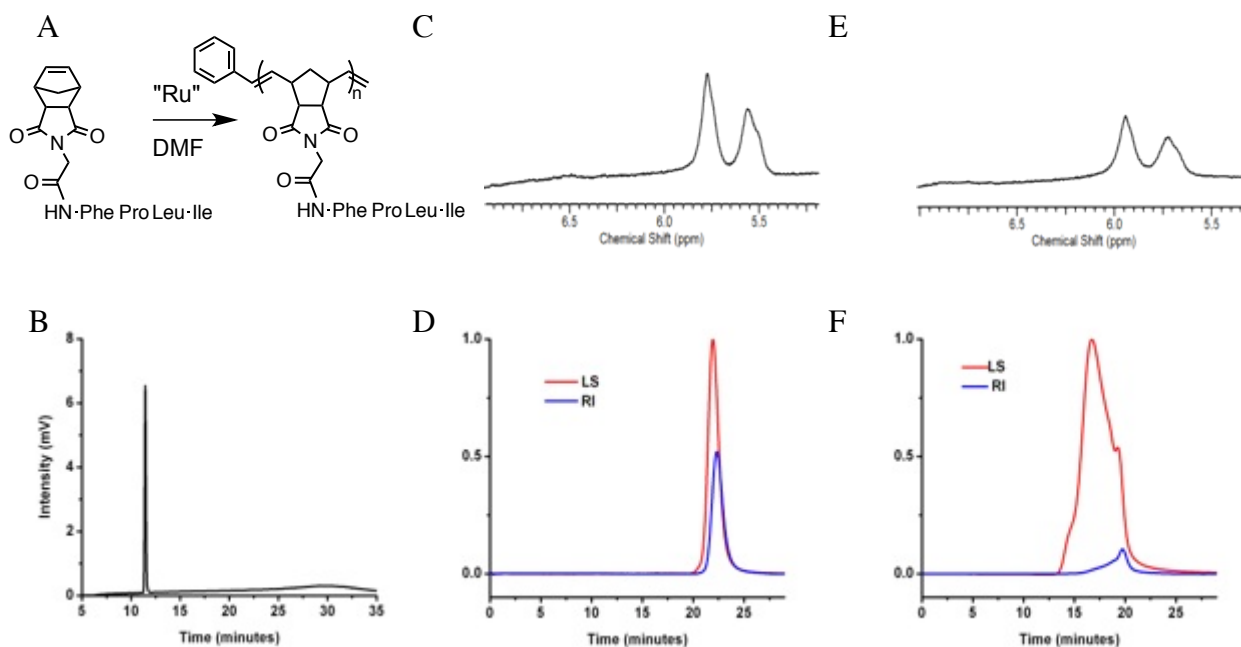 A
"Ru"
DMF
n
O
N
O
O
HN-Phe Pro Leu-Ile
O
N
O
O
HN-Phe Pro Leu-Ile
C
6.5
6.0
5.5
Chemical Shift (ppm)
E
6.5
6.0
5.5
Chemical Shift (ppm)
B
8
6
4
2
0
Intensity (mV)
5
10
15
20
25
30
35
Time (minutes)
D
1.0
0.5
0.0
LS
RI
0
5
10
15
20
25
Time (minutes)
F
1.0
0.5
0.0
LS
RI
0
5
10
15
20
25
Time (minutes)